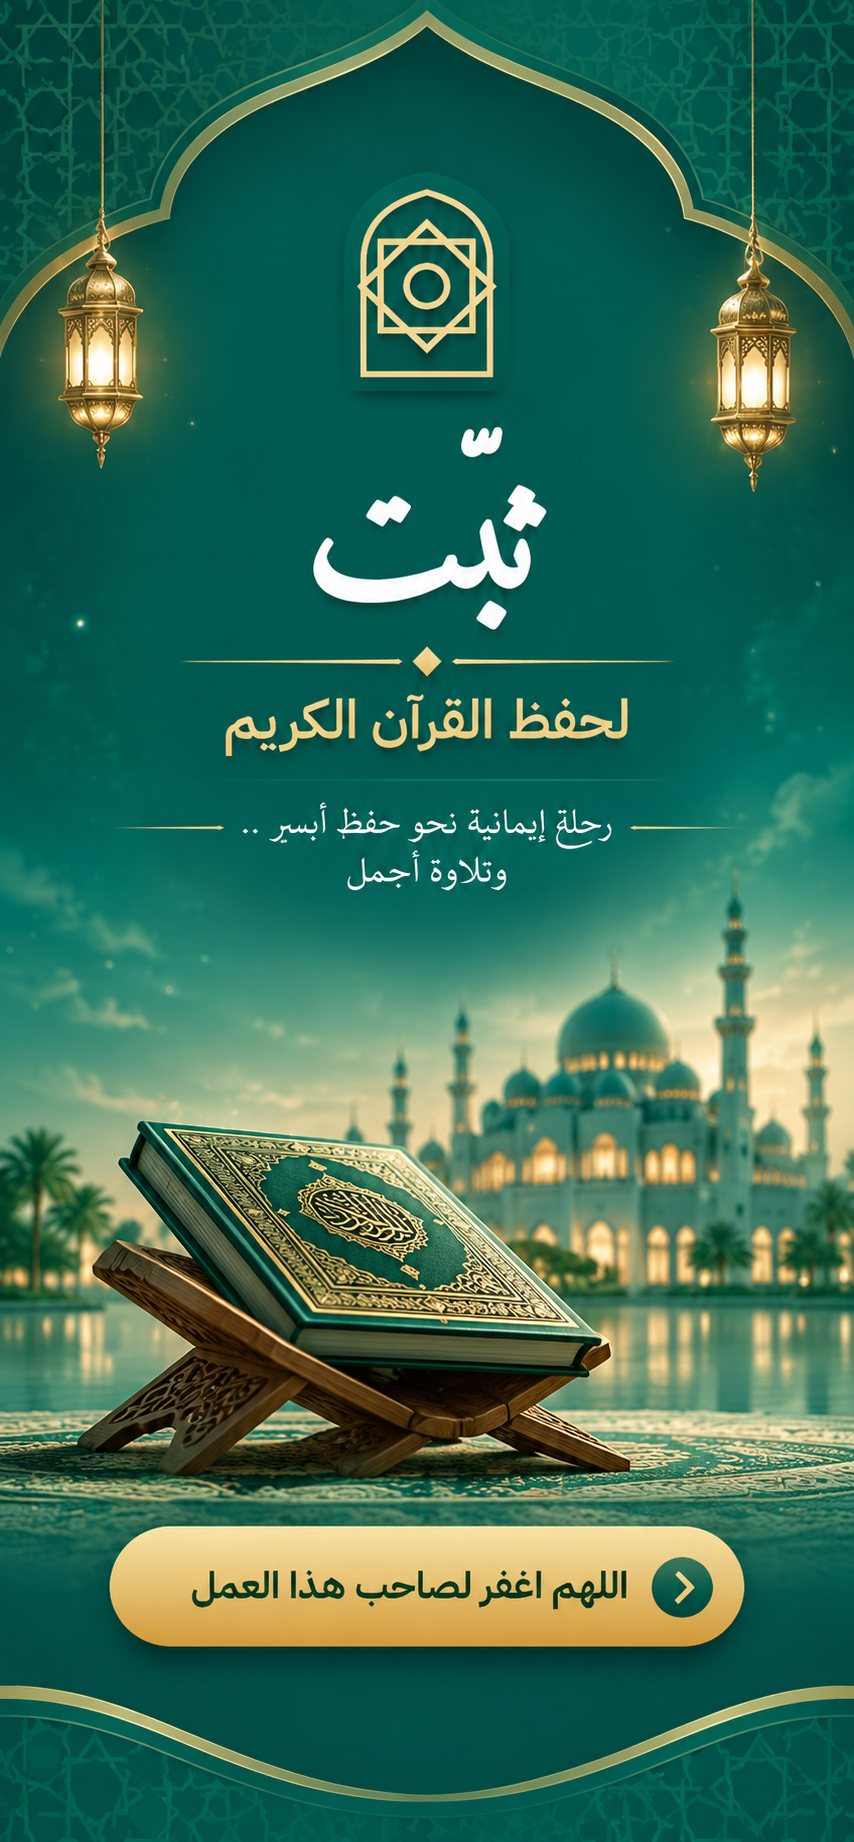 ثبّت
لحفظ القرآن الكريم
رحلة إيمانية نحو حفظ أيسر ..
وتلاوة أجمل
اللهم اغفر لصاحب هذا العمل